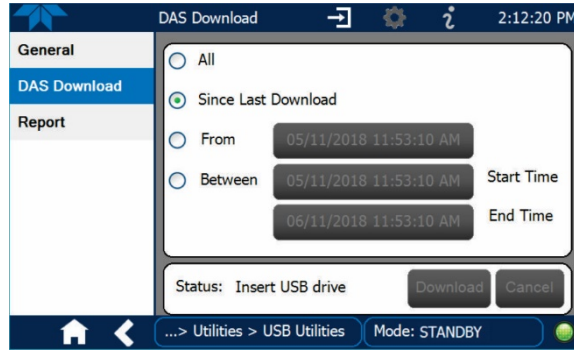 DAS Download
2:12:20 PM
General
DAS Download
Report
All
Since Last Download
From 05/11/2018 11:53:10 AM
Between 05/11/2018 11:53:10 AM Start Time
06/11/2018 11:53:10 AM End Time
Status: Insert USB drive Download Cancel
...> Utilities > USB Utilities Mode: STANDBY